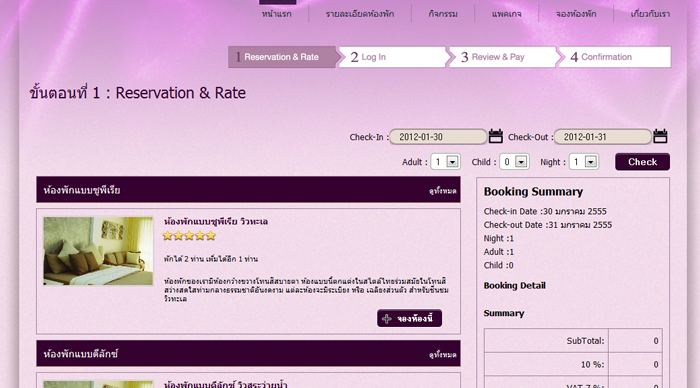 หน้าแรก
รายละเอียดห้องพัก
กิจกรรม
แพคเกจ
จองห้องพัก
เกี่ยวกับเรา
1 Reservation & Rate
2 Log In
3 Review & Pay
4 Confirmation
ขั้นตอนที่ 1 : Reservation & Rate
Check-In : 2012-01-30 Check-Out : 2012-01-31
Adult : 1 Child : 0 Night : 1 Check
ห้องพักแบบซูพีเรีย ดูทั้งหมด
ห้องพักแบบซูพีเรีย วิวทะเล
พักได้ 2 ท่าน เพิ่มได้อีก 1 ท่าน
ห้องพักของเรามีห้องกว้างขวางโทนสีสบายตา ห้องแบบนี้ตกแต่งในสไตล์ไทยร่วมสมัยในโทนสี
สว่างสดใสท่ามกลางธรรมชาติอันงดงาม แต่ละห้องจะมีระเบียง หรือ เฉลียงส่วนตัว สำหรับชื่นชม
วิวทะเล
จองห้องนี้
ห้องพักแบบดีลักซ์ ดูทั้งหมด
ห้องพักแบบดีลักซ์ วิวสระว่ายน้ำ
Booking Summary
Check-in Date :30 มกราคม 2555
Check-out Date :31 มกราคม 2555
Night :1
Adult :1
Child :0
Booking Detail
Summary
SubTotal: 0
10 %: 0
VAT 7 %: 0